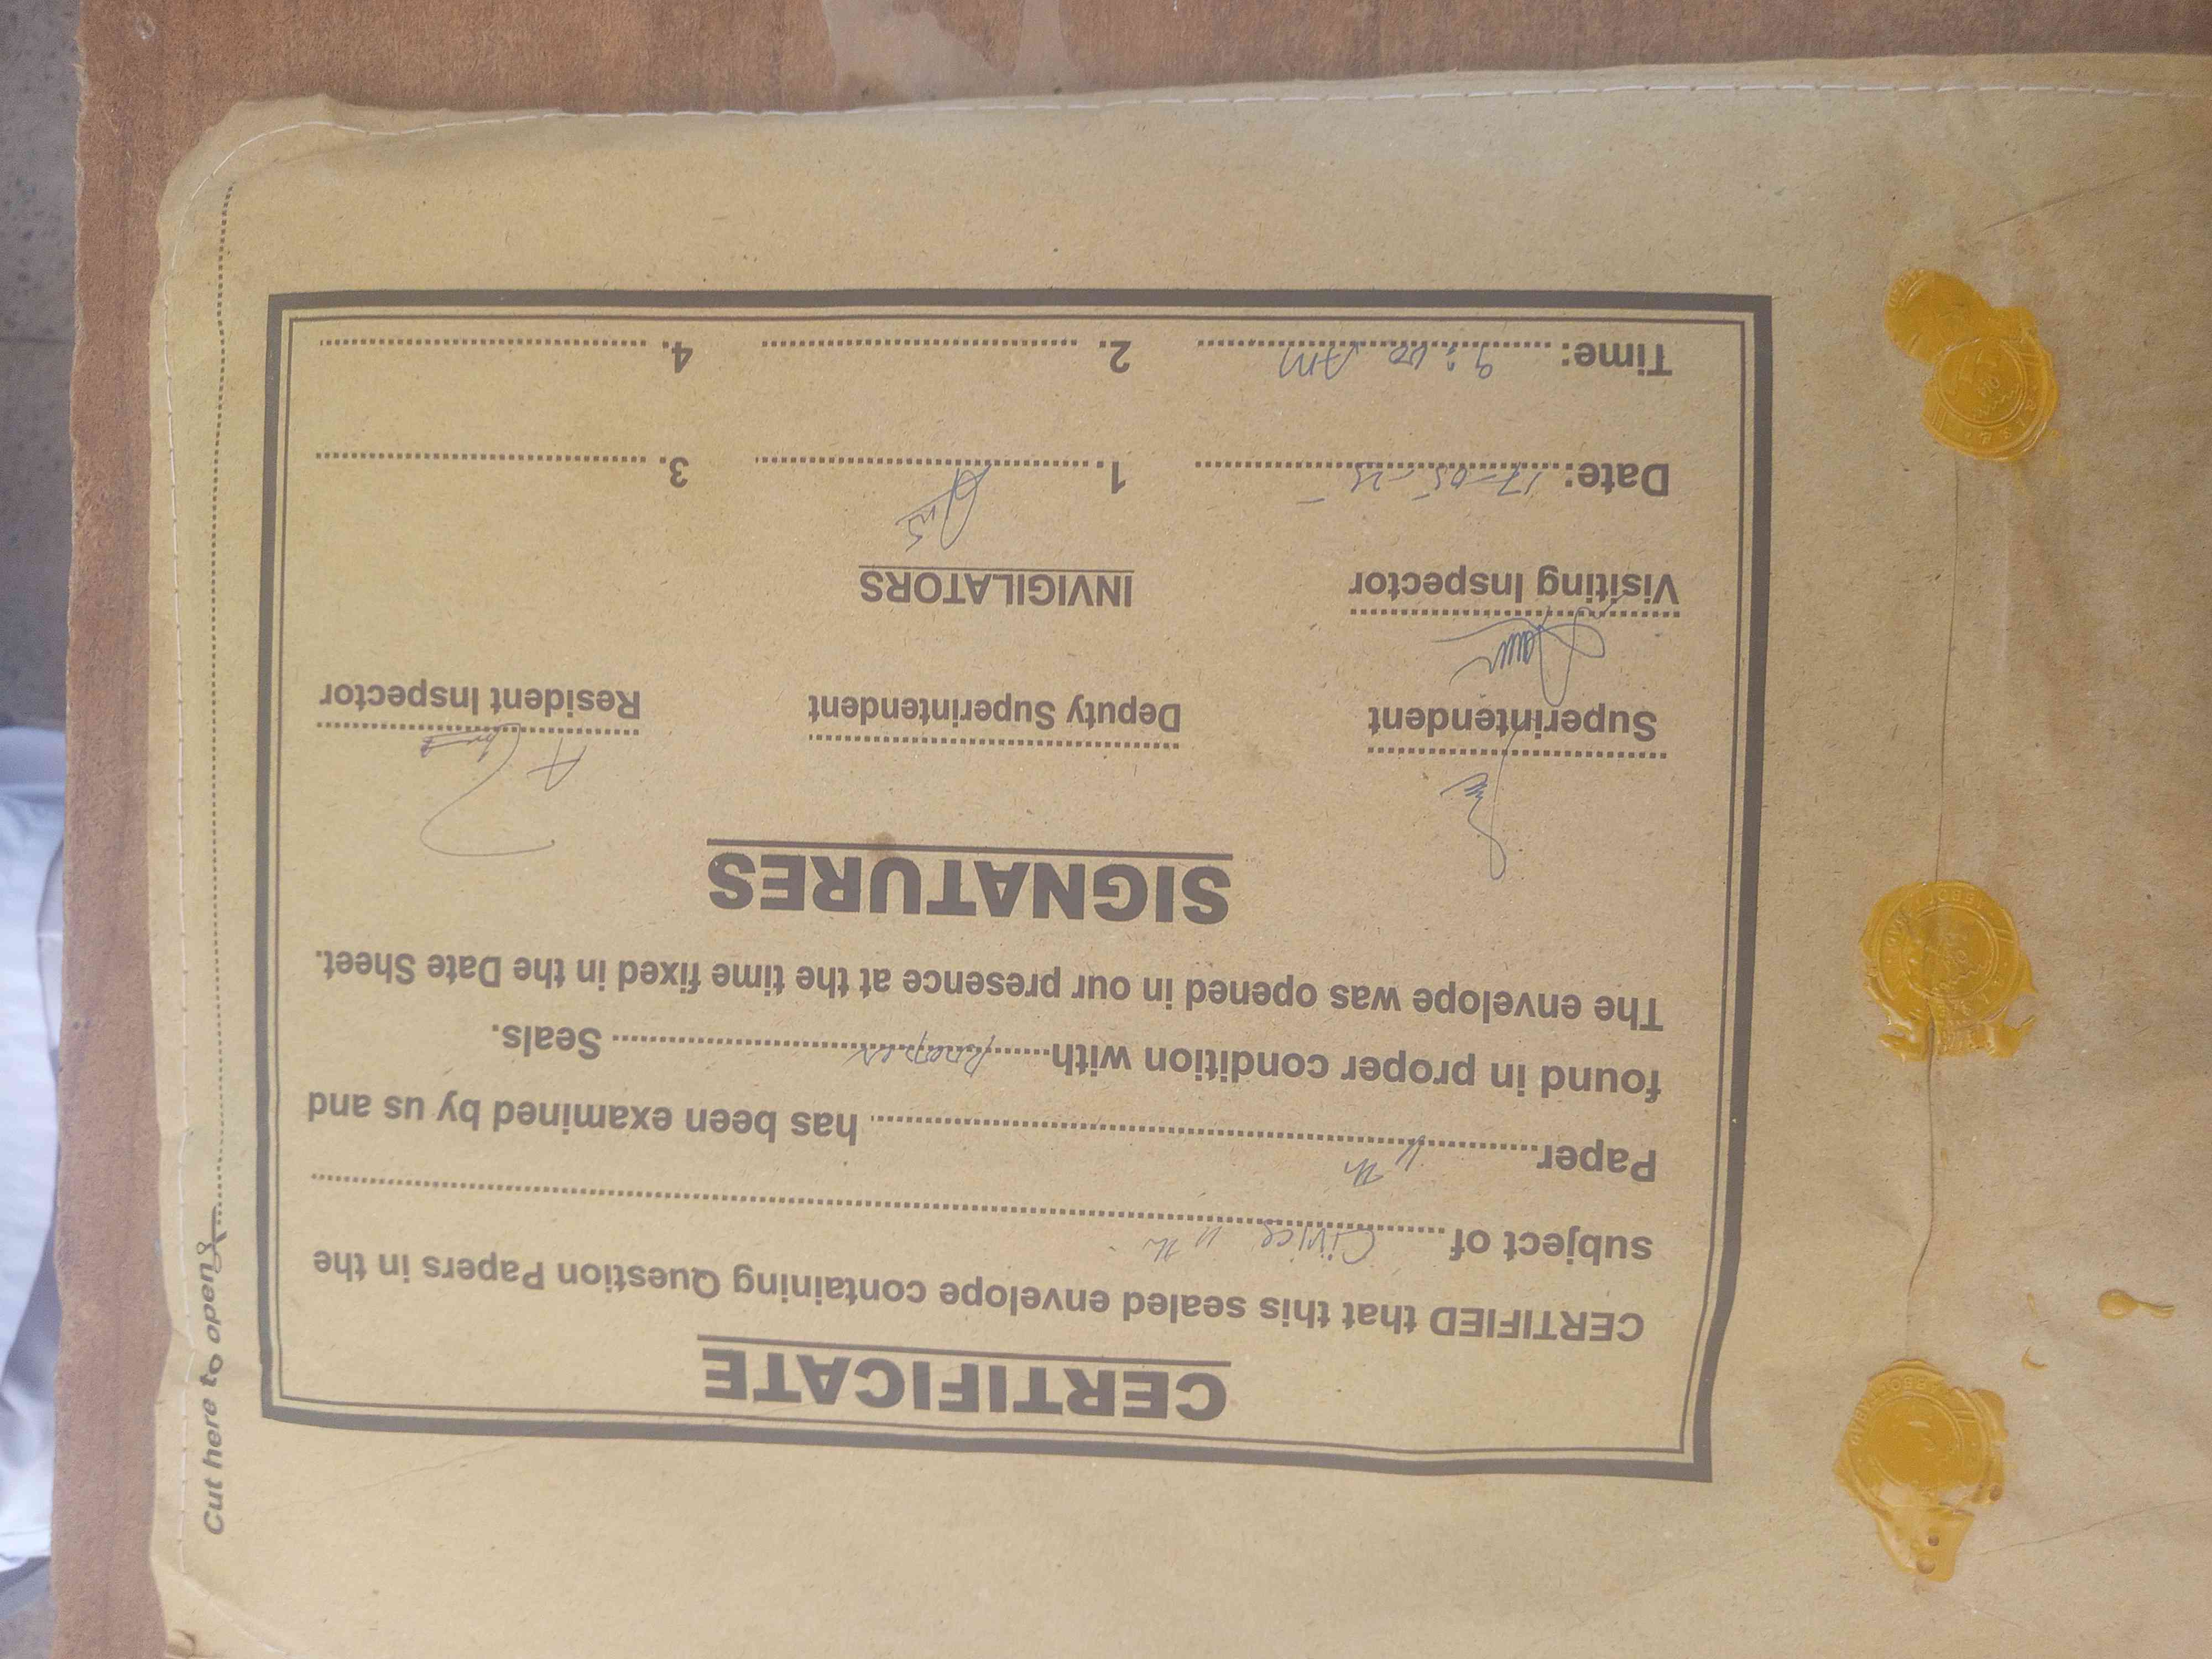 CERTIFICATE
CERTIFIED that this sealed envelope containing Question Papers in the
subject of Civics 11th
Paper 11th has been examined by us and
found in proper condition with Proper Seals.
The envelope was opened in our presence at the time fixed in the Date Sheet.
SIGNATURES
Superintendent Deputy Superintendent Resident Inspector
Visiting Inspector INVIGILATORS
Date: 17-05-25 1. 3.
Time: 9:00 AM 2. 4.
Cut here to open